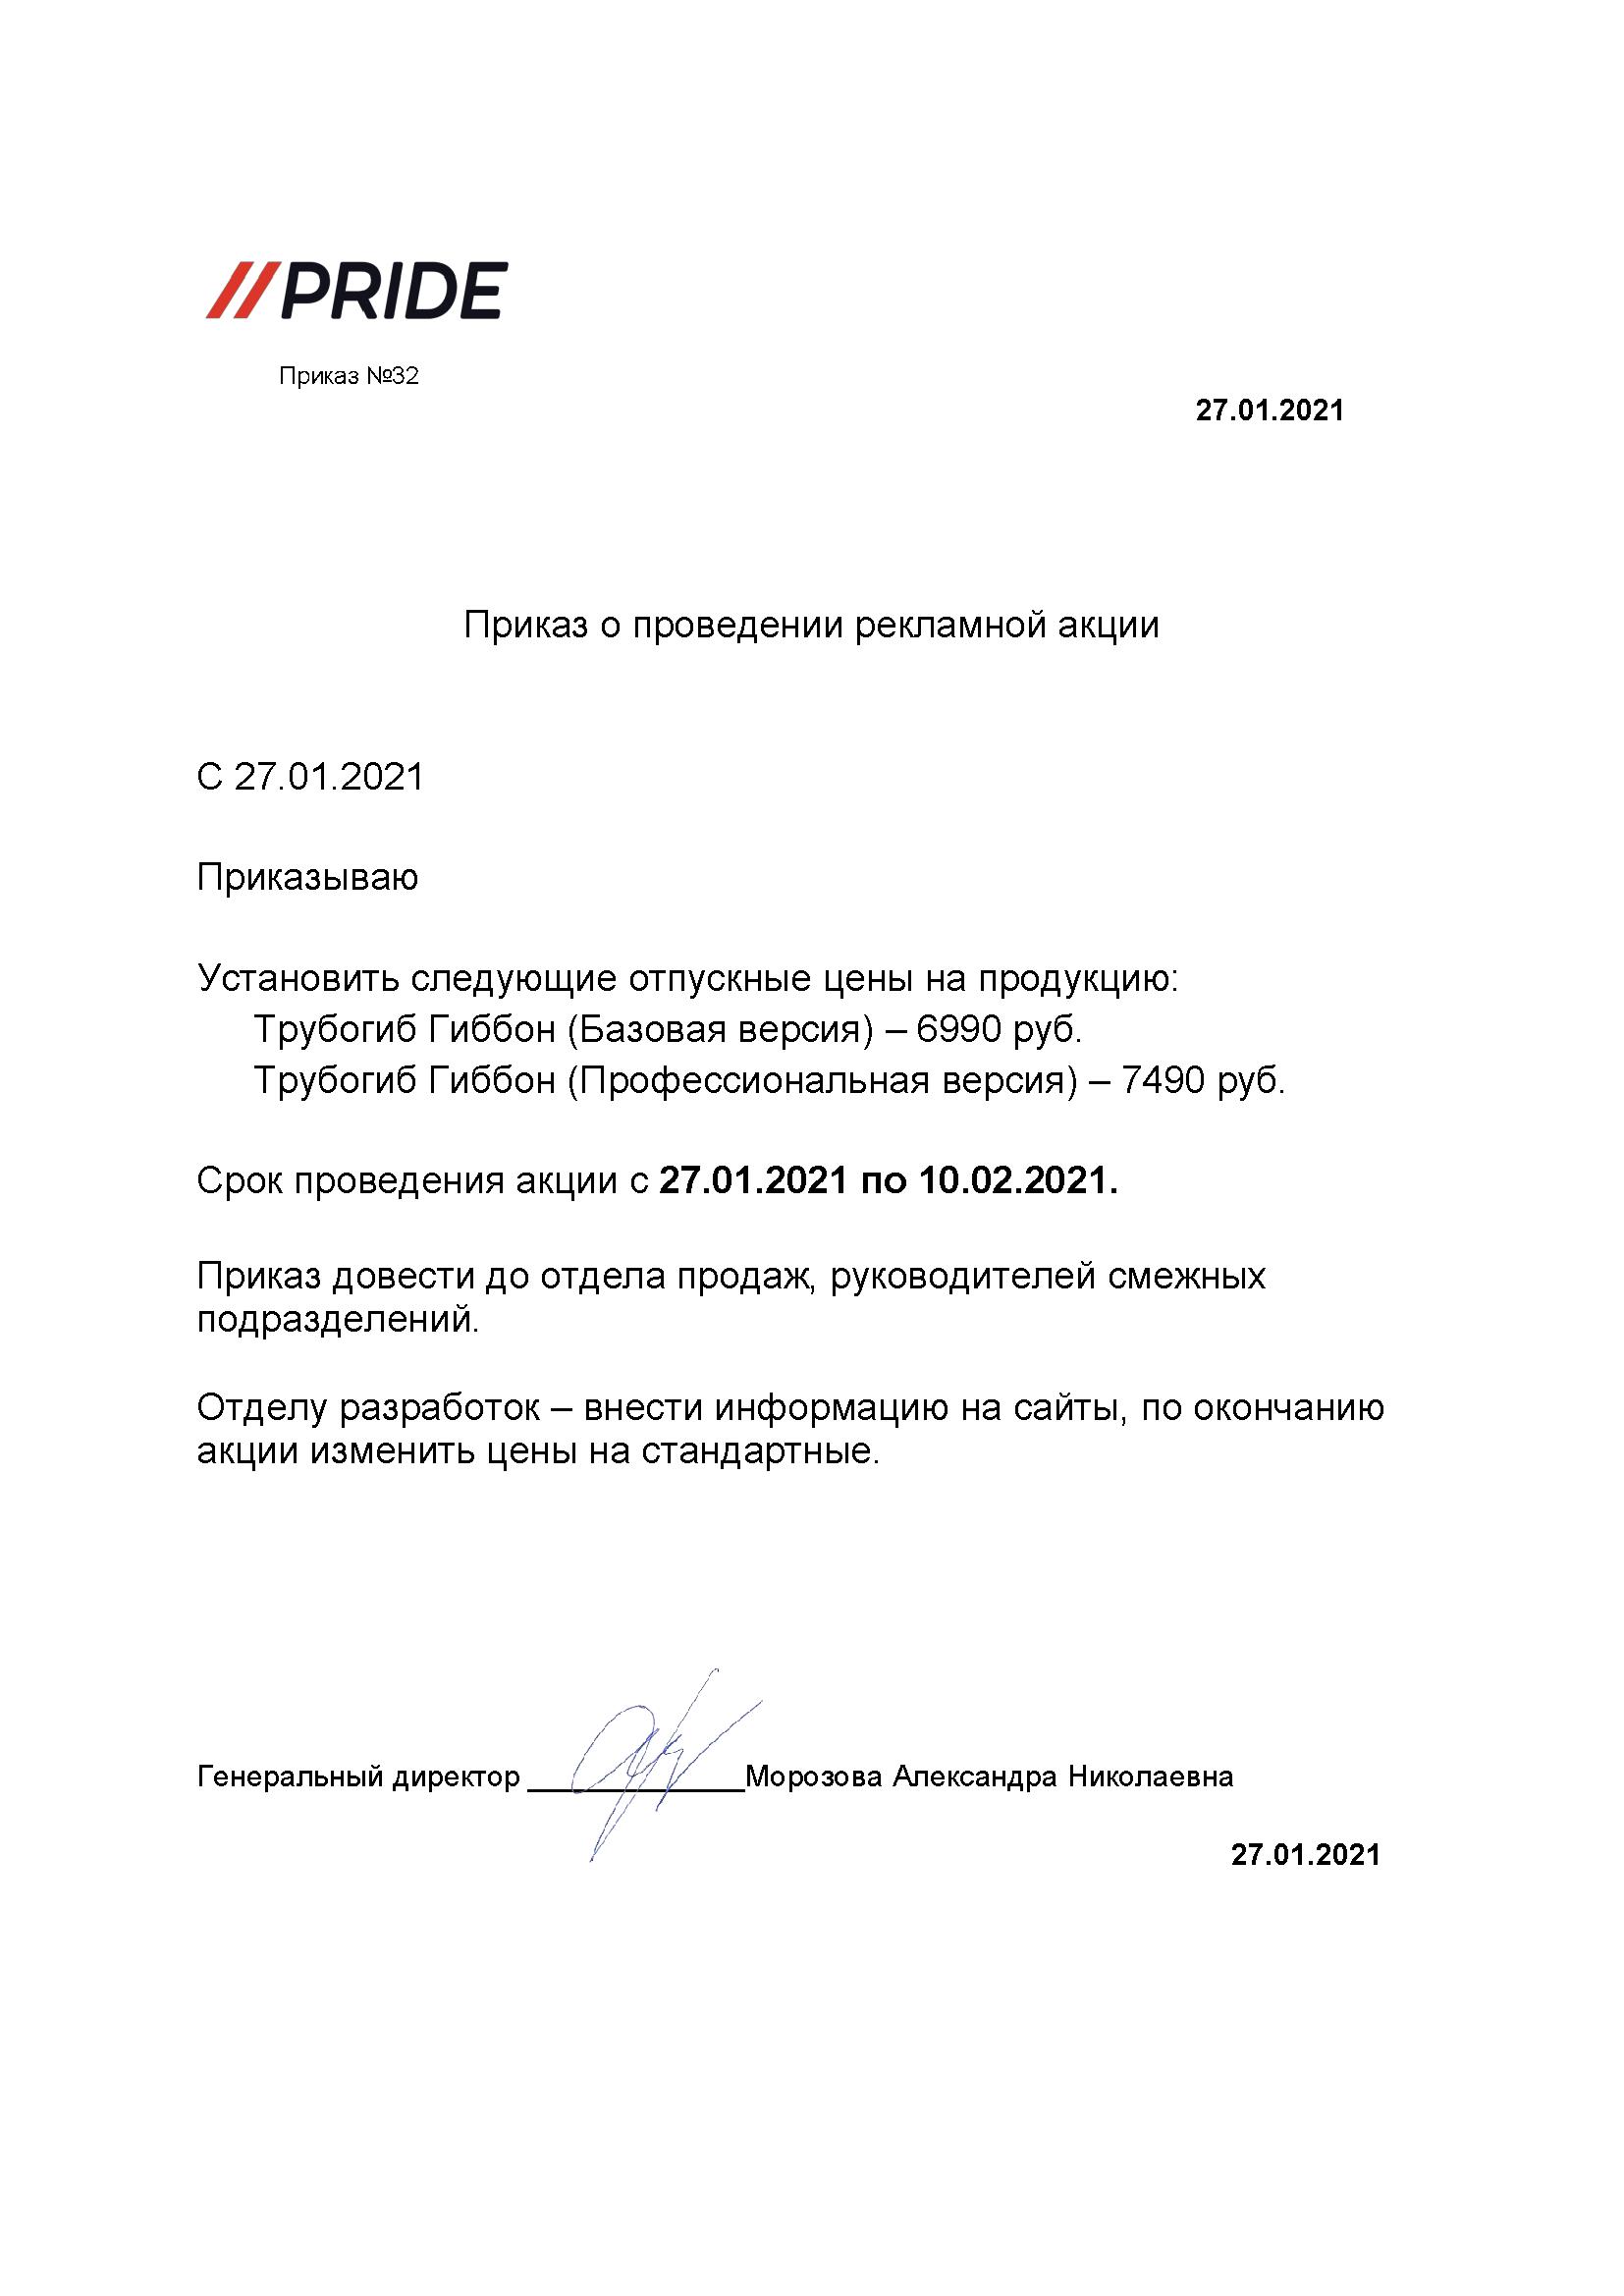 //PRIDE
Приказ №32
27.01.2021
Приказ о проведении рекламной акции
С 27.01.2021
Приказываю
Установить следующие отпускные цены на продукцию:
Трубогиб Гиббон (Базовая версия) – 6990 руб.
Трубогиб Гиббон (Профессиональная версия) – 7490 руб.
Срок проведения акции с 27.01.2021 по 10.02.2021.
Приказ довести до отдела продаж, руководителей смежных
подразделений.
Отделу разработок – внести информацию на сайты, по окончанию
акции изменить цены на стандартные.
Генеральный директор ______________Морозова Александра Николаевна
27.01.2021